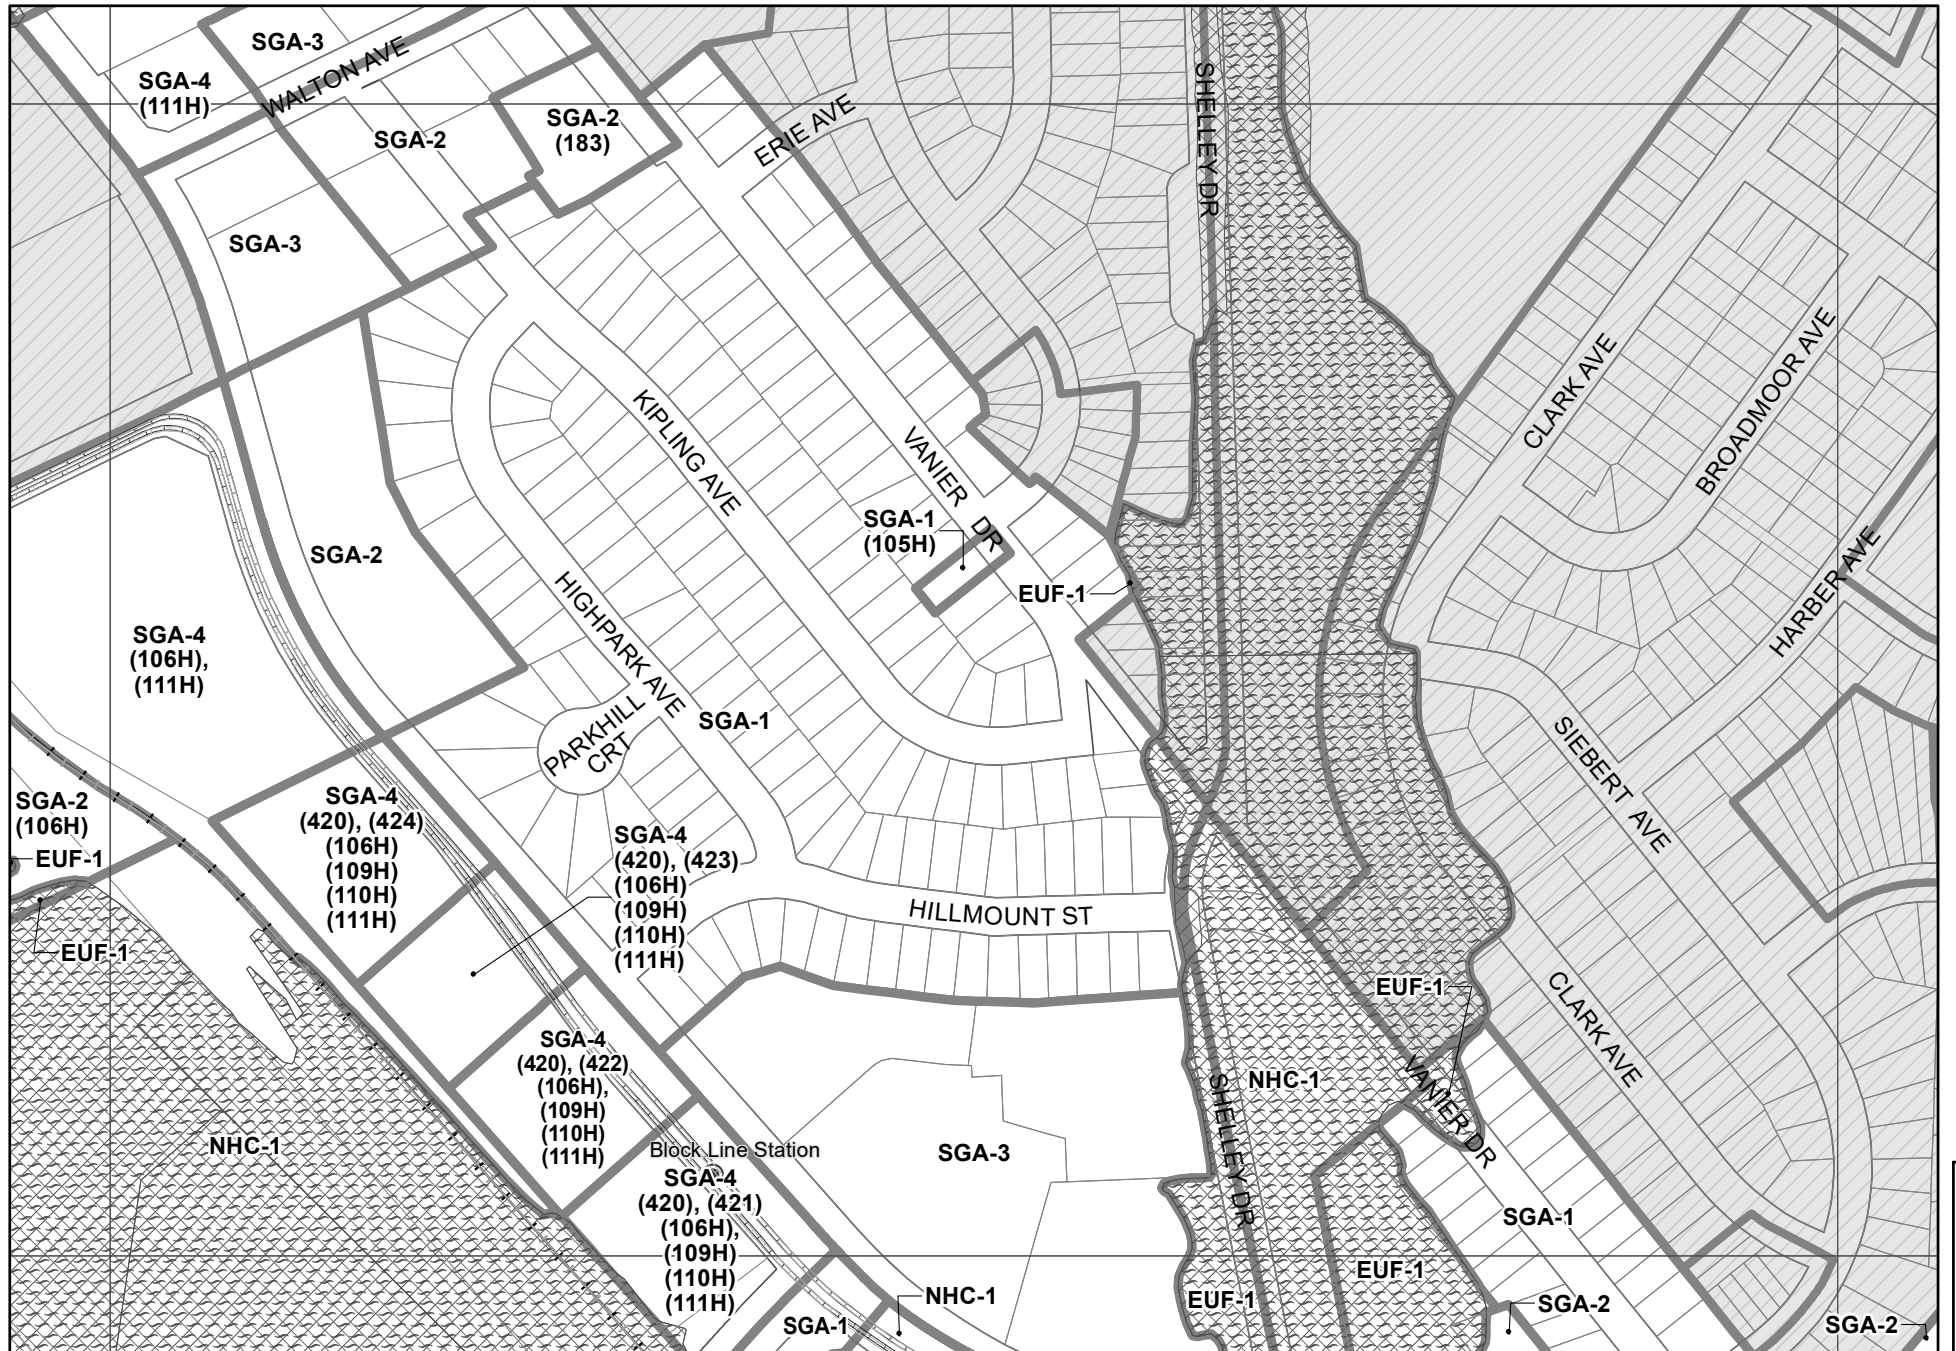 SGA-3
WALTON AVE
SGA-4
(111H)
SGA-2
SGA-2
(183)
ERIE AVE
SHELLEY DR
SGA-3
CLARK AVE
BROADMOOR AVE
KIPLING AVE
VANIER DR
SGA-1
(105H)
SGA-2
EUF-1
HIGHPARK AVE
HARBER AVE
SGA-4
(106H),
(111H)
PARKHILL
CRT
SGA-1
SIEBERT AVE
SGA-2
(106H)
EUF-1
SGA-4
(420), (424)
(106H)
(109H)
(110H)
(111H)
SGA-4
(420), (423)
(106H)
(109H)
(110H)
(111H)
HILLMOUNT ST
EUF-1
EUF-1
CLARK AVE
SGA-4
(420), (422)
(106H),
(109H)
(110H)
(111H)
NHC-1
VANIER DR
SHELLEY DR
NHC-1
Block Line Station
SGA-4
(420), (421)
(106H),
(109H)
(110H)
(111H)
SGA-3
SGA-1
EUF-1
EUF-1
NHC-1
SGA-1
SGA-2
SGA-2